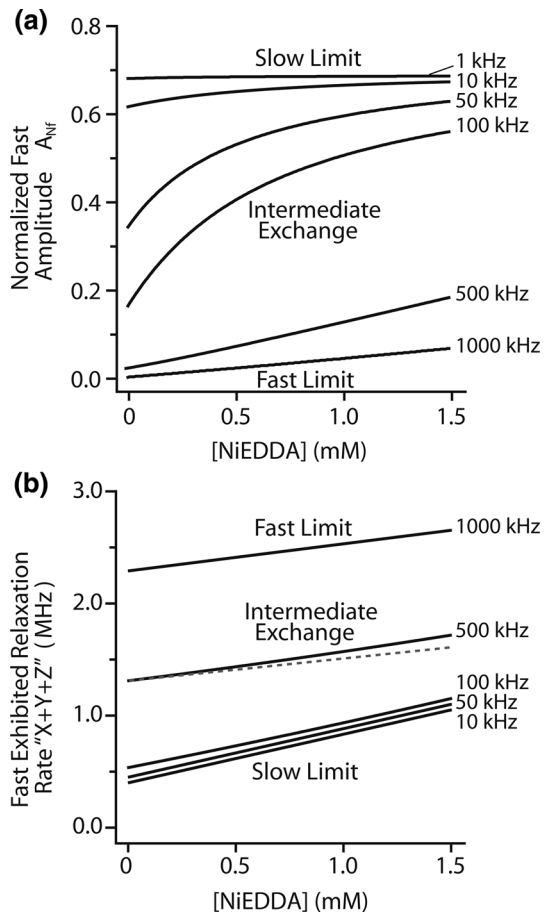 (a)
0.8
0.6
0.4
0.2
0.0
Normalized Fast
Amplitude A_Nf
Slow Limit
1 kHz
10 kHz
50 kHz
100 kHz
Intermediate
Exchange
500 kHz
1000 kHz
Fast Limit
0
0.5
1.0
1.5
[NiEDDA] (mM)
(b)
3.0
2.0
1.0
0.0
Fast Exhibited Relaxation
Rate "X+Y+Z" (MHz)
Fast Limit
1000 kHz
Intermediate
Exchange
500 kHz
100 kHz
50 kHz
10 kHz
Slow Limit
0
0.5
1.0
1.5
[NiEDDA] (mM)